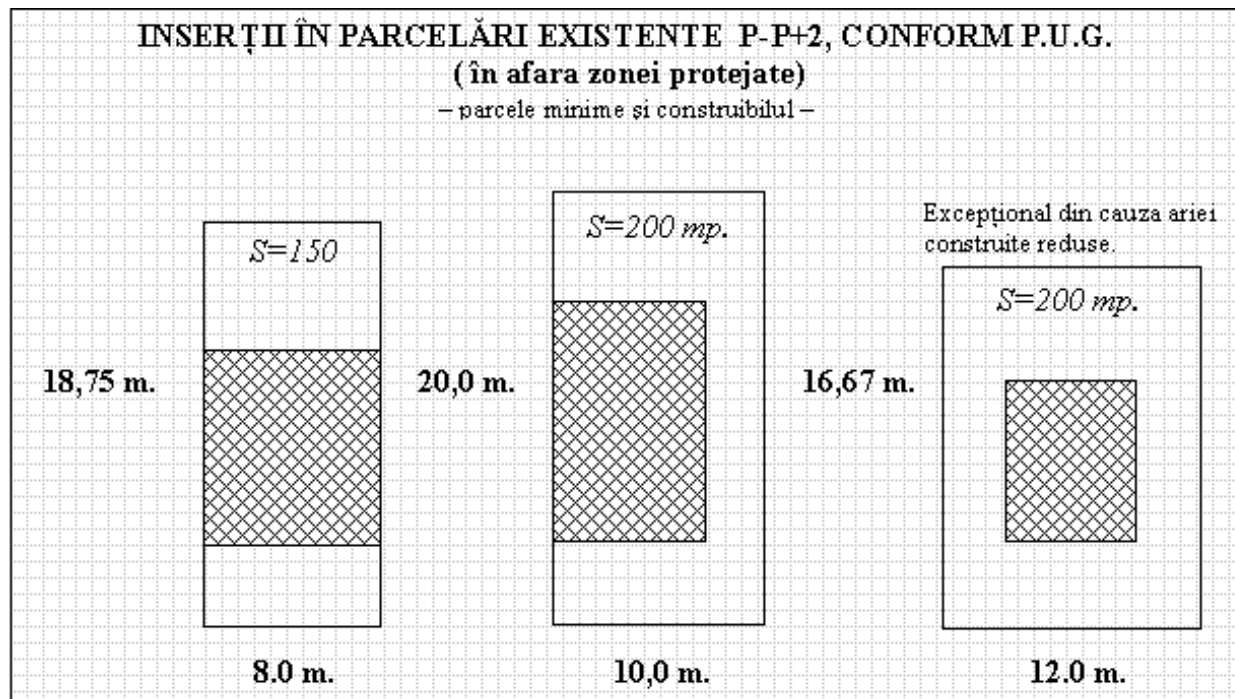 INSERȚII ÎN PARCELĂRI EXISTENTE P-P+2, CONFORM P.U.G.
( în afara zonei protejate)
– parcele minime și construibilul –
S=150
S=200 mp.
Excepțional din cauza ariei
construite reduse.
S=200 mp.
18,75 m.
20,0 m.
16,67 m.
8.0 m.
10,0 m.
12.0 m.